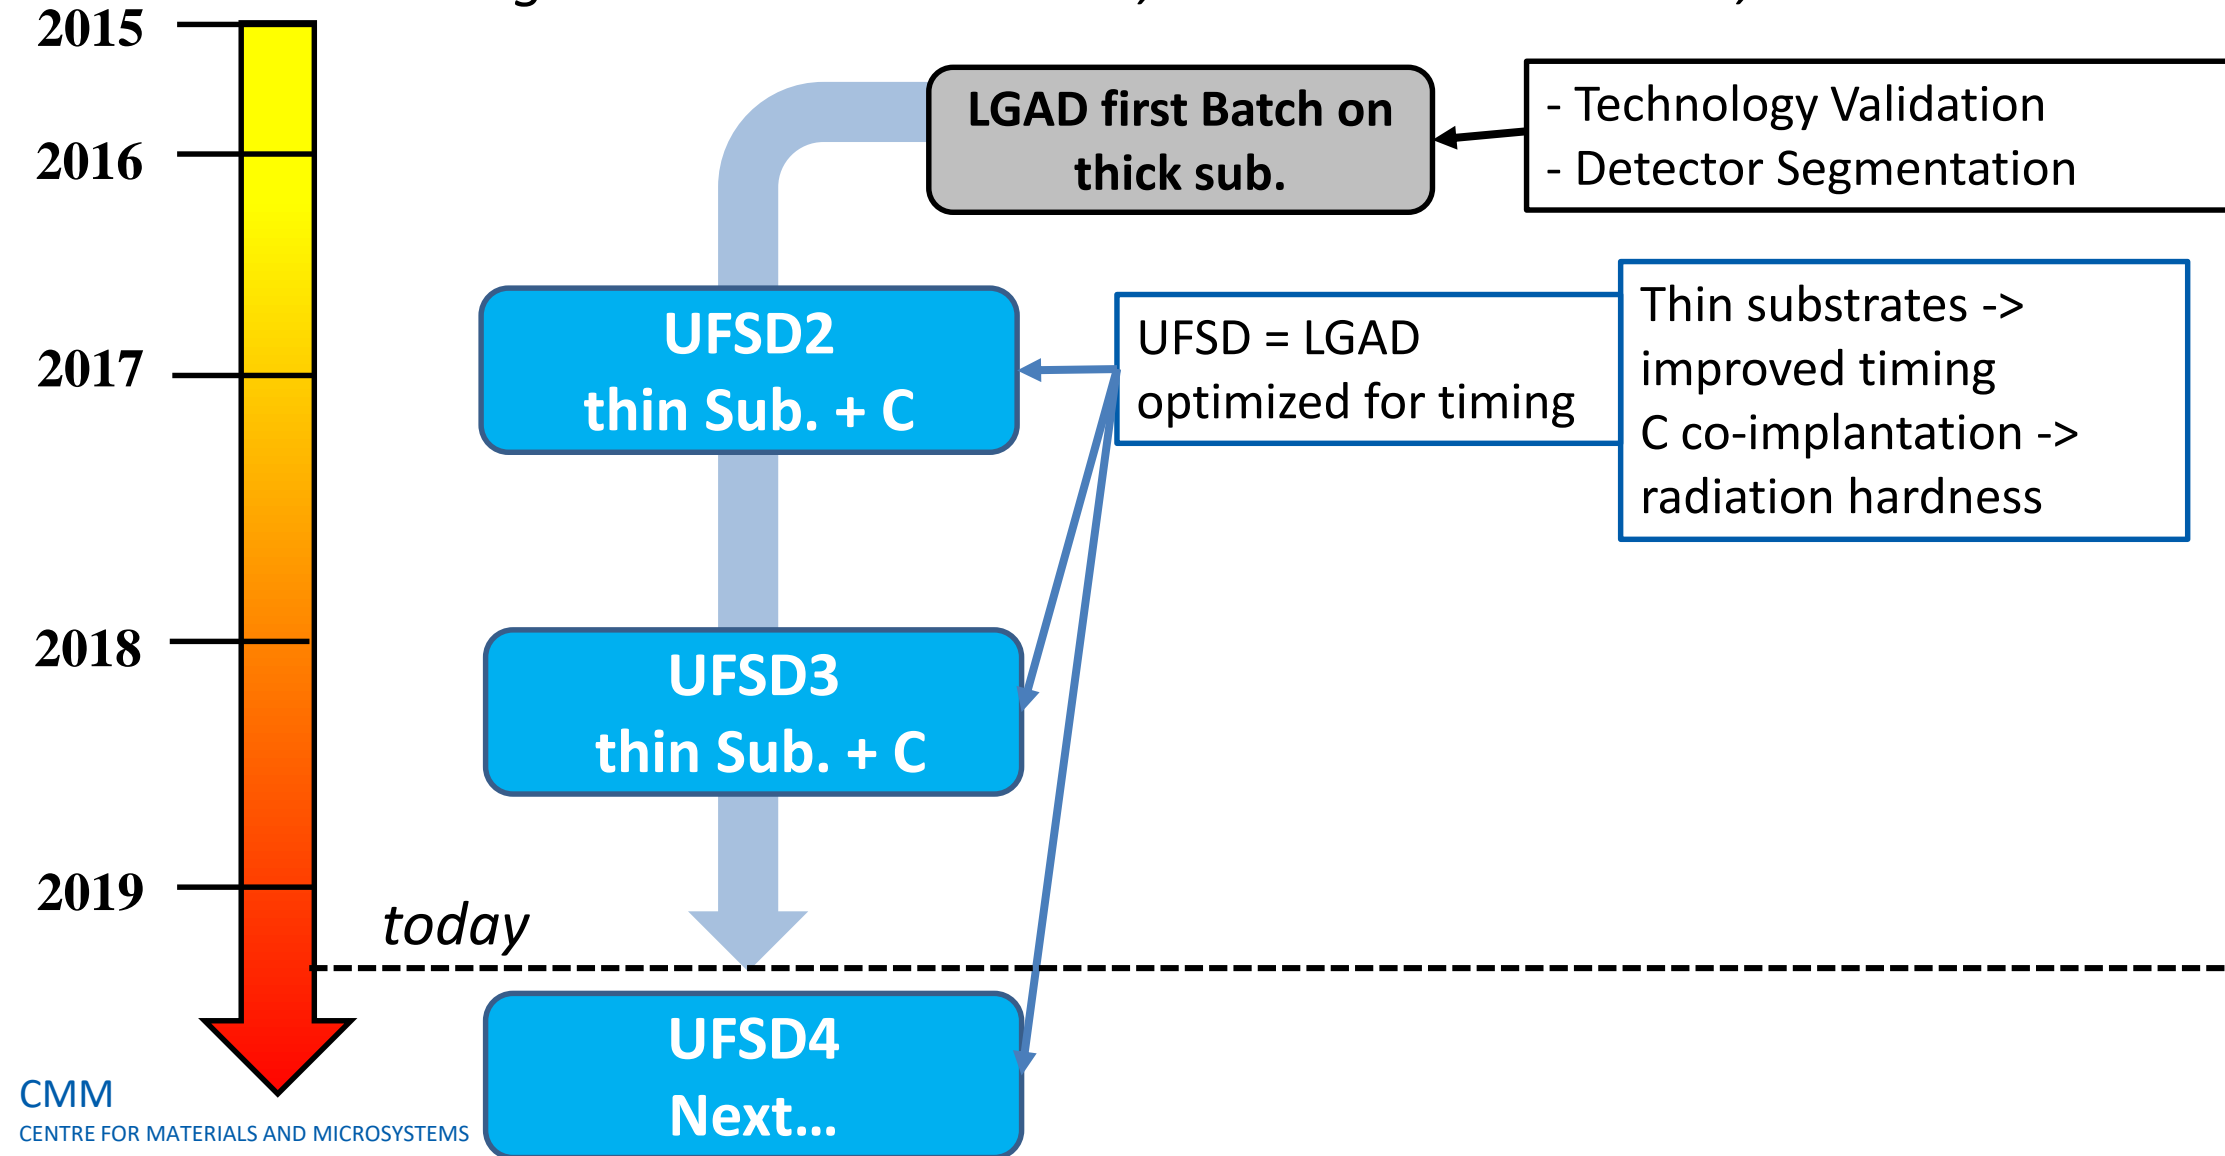 2015
LGAD first Batch on
thick sub.
- Technology Validation
- Detector Segmentation
2016
UFSD2
thin Sub. + C
UFSD = LGAD
optimized for timing
Thin substrates ->
improved timing
C co-implantation ->
radiation hardness
2017
2018
UFSD3
thin Sub. + C
2019
today
UFSD4
Next...
CMM
CENTRE FOR MATERIALS AND MICROSYSTEMS